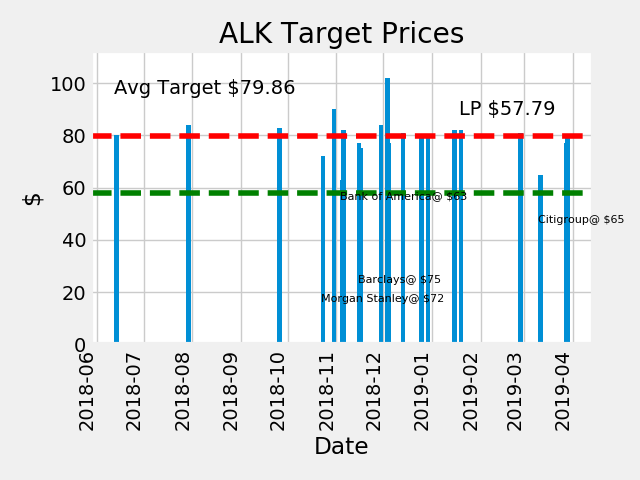 ALK Target Prices
Avg Target $79.86
LP $57.79
100
80
60
40
20
0
$
Bank of America@ $63
Citigroup@ $65
Barclays@ $75
Morgan Stanley@ $72
2018-06
2018-07
2018-08
2018-09
2018-10
2018-11
2018-12
2019-01
2019-02
2019-03
2019-04
Date